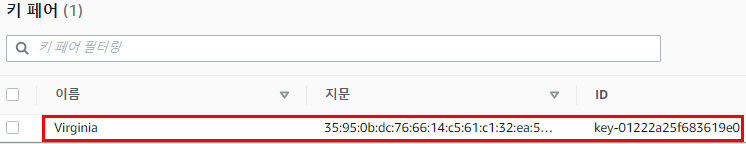 키 페어 (1)
키 페어 필터링
이름 지문 ID
Virginia 35:95:0b:dc:76:66:14:c5:61:c1:32:ea:5... key-01222a25f683619e0